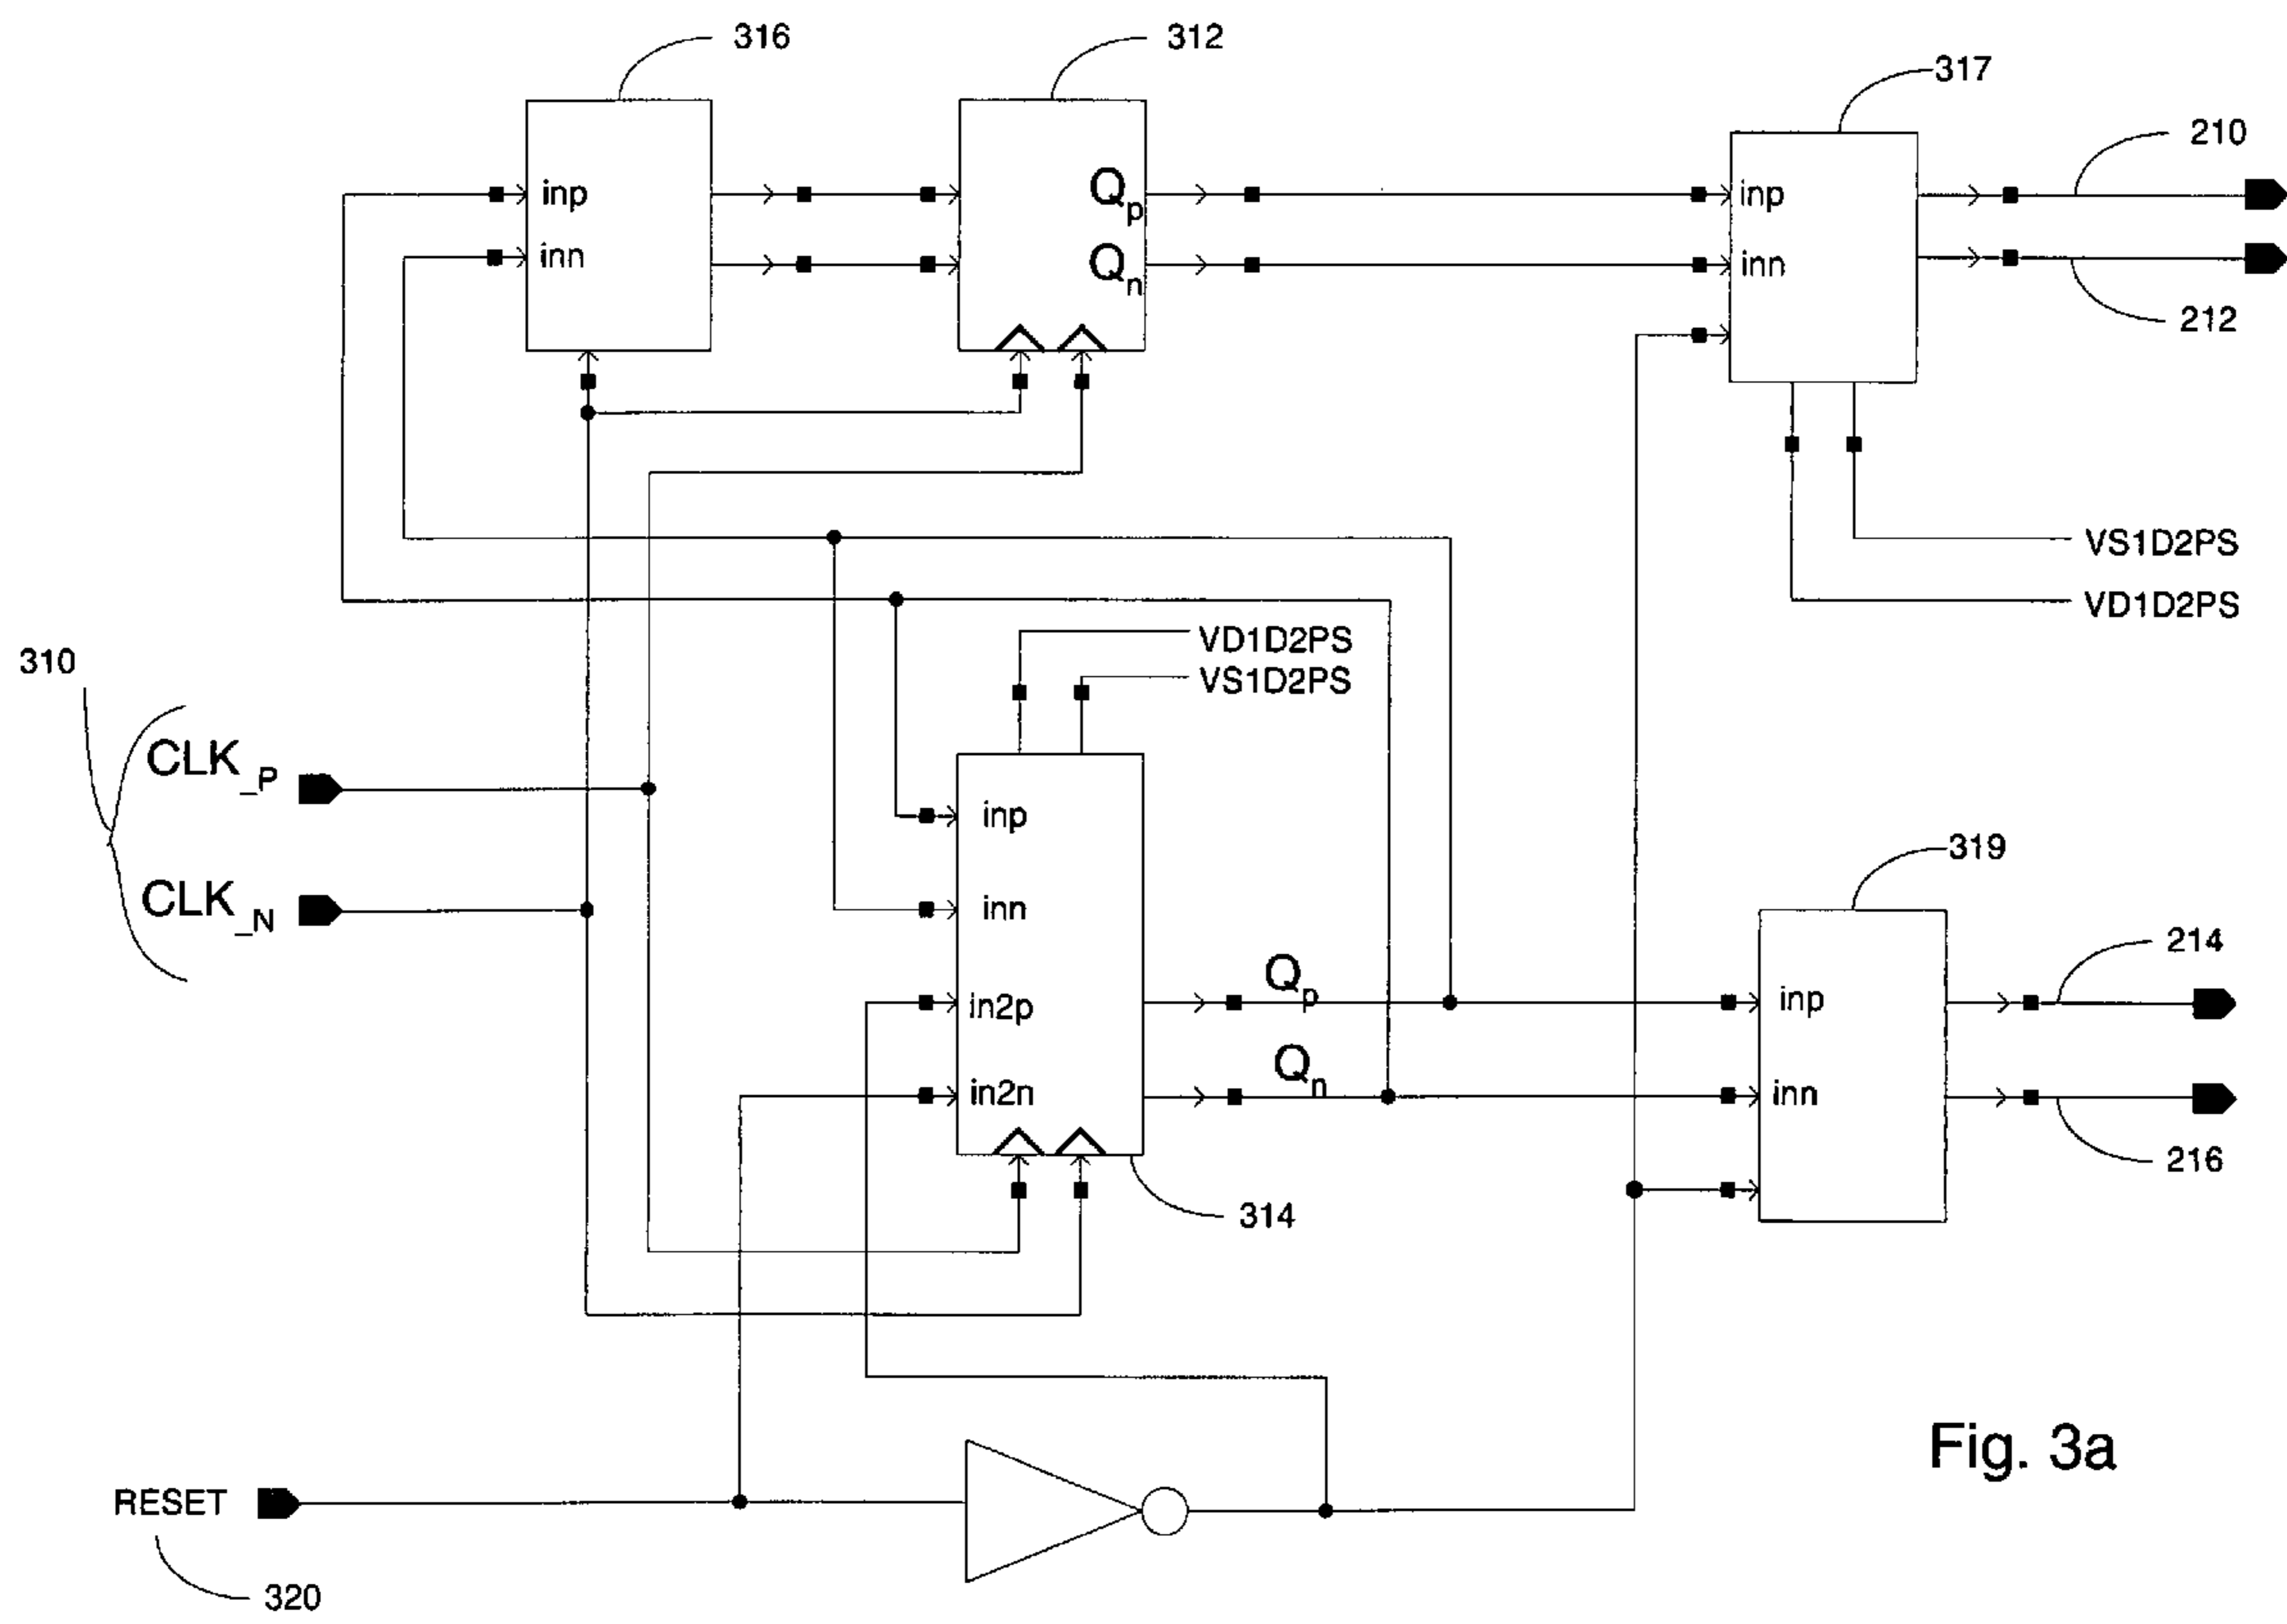 316
312
317
210
inp
inn
Qp
Qn
inp
inn
212
VS1D2PS
VD1D2PS
VD1D2PS
VS1D2PS
310
CLK_P
CLK_N
inp
inn
in2p
in2n
Qp
Qn
314
319
inp
inn
214
216
RESET
320
Fig. 3a